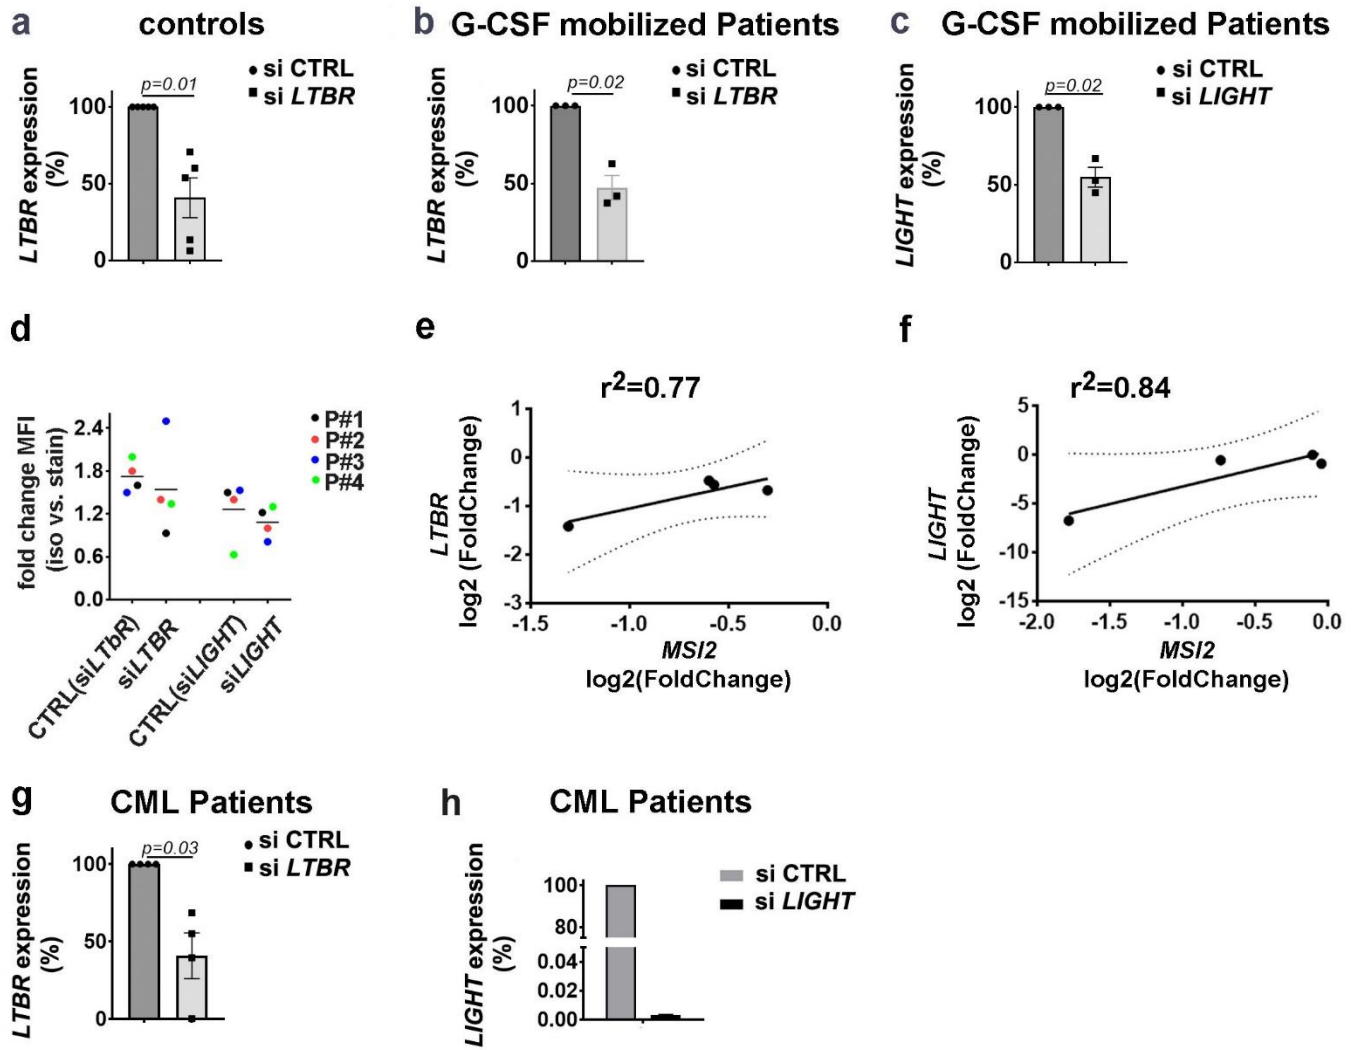 a controls
LTBR expression
(%)
100
50
0
p=0.01
si CTRL
si LTBR
b G-CSF mobilized Patients
LTBR expression
(%)
100
50
0
p=0.02
si CTRL
si LTBR
c G-CSF mobilized Patients
LIGHT expression
(%)
100
50
0
p=0.02
si CTRL
si LIGHT
d
fold change MFI
(iso vs. stain)
2.4
1.8
1.2
0.6
0.0
CTRL(siLTbR)
siLTBR
CTRL(siLIGHT)
siLIGHT
P#1
P#2
P#3
P#4
e
r²=0.77
LTBR
log2 (FoldChange)
1
0
-1
-2
-3
-1.5 -1.0 -0.5 0.0
MSI2
log2(FoldChange)
f
r²=0.84
LIGHT
log2 (FoldChange)
5
0
-5
-10
-15
-2.0 -1.5 -1.0 -0.5 0.0
MSI2
log2(FoldChange)
g CML Patients
LTBR expression
(%)
100
50
0
p=0.03
si CTRL
si LTBR
h CML Patients
LIGHT expression
(%)
100
80
0.04
0.02
0.00
si CTRL
si LIGHT